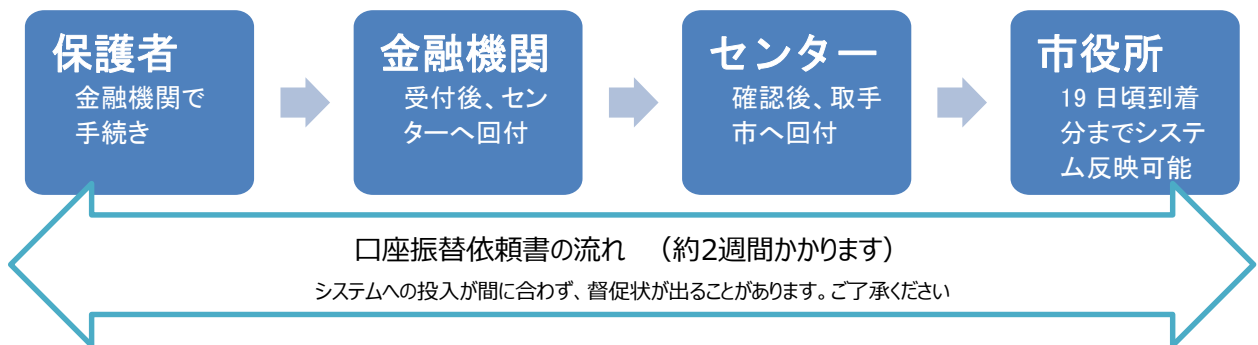 保護者
金融機関で
手続き
金融機関
受付後、セン
ターへ回付
センター
確認後、取手
市へ回付
市役所
19 日頃到着
分までシステ
ム反映可能
口座振替依頼書の流れ （約2週間かかります）
システムへの投入が間に合わず、督促状が出ることがあります。ご了承ください